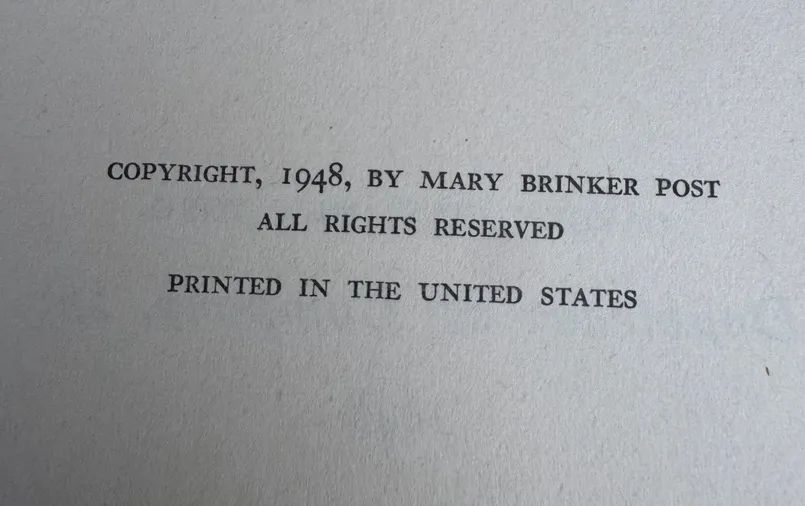 COPYRIGHT, 1948, BY MARY BRINKER POST
ALL RIGHTS RESERVED
PRINTED IN THE UNITED STATES